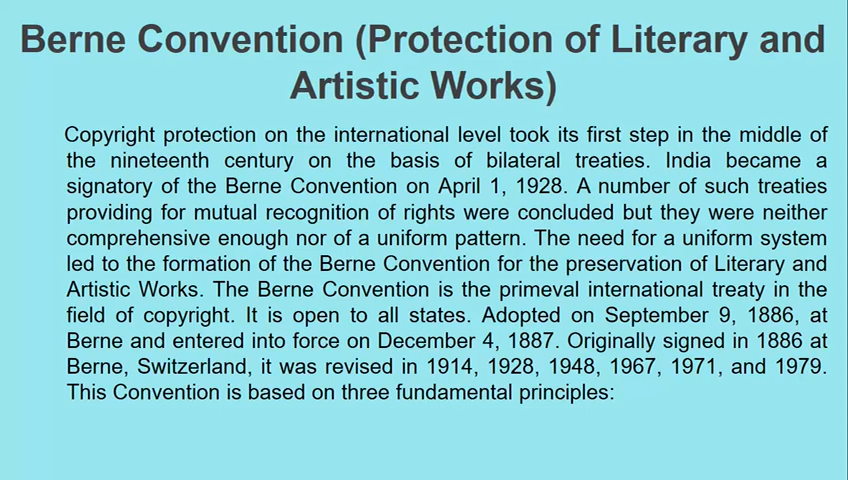 Berne Convention (Protection of Literary and
Artistic Works)
Copyright protection on the international level took its first step in the middle of
the nineteenth century on the basis of bilateral treaties. India became a
signatory of the Berne Convention on April 1, 1928. A number of such treaties
providing for mutual recognition of rights were concluded but they were neither
comprehensive enough nor of a uniform pattern. The need for a uniform system
led to the formation of the Berne Convention for the preservation of Literary and
Artistic Works. The Berne Convention is the primeval international treaty in the
field of copyright. It is open to all states. Adopted on September 9, 1886, at
Berne and entered into force on December 4, 1887. Originally signed in 1886 at
Berne, Switzerland, it was revised in 1914, 1928, 1948, 1967, 1971, and 1979.
This Convention is based on three fundamental principles: